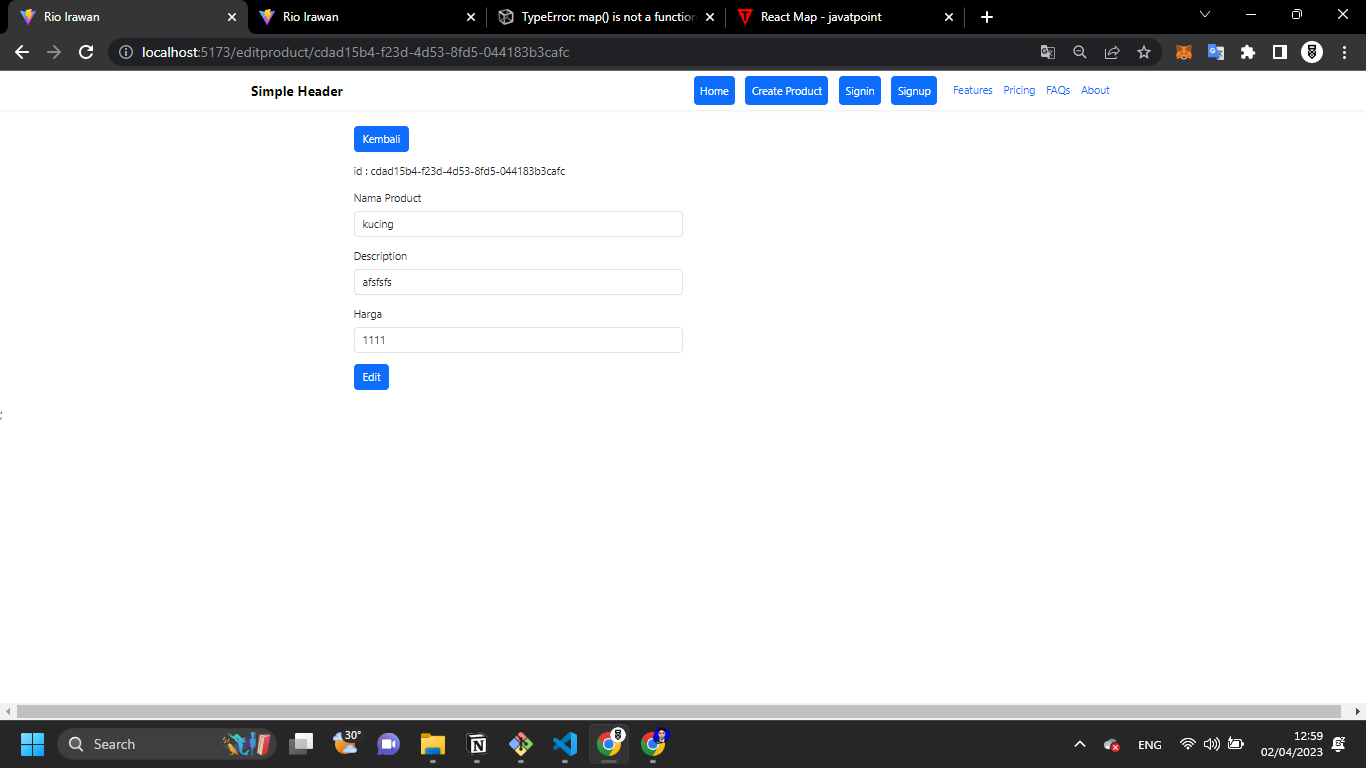 Rio Irawan
Rio Irawan
TypeError: map() is not a function
React Map - javatpoint
localhost:5173/editproduct/cdad15b4-f23d-4d53-8fd5-044183b3cafc
Simple Header
Home
Create Product
Signin
Signup
Features
Pricing
FAQs
About
Kembali
id : cdad15b4-f23d-4d53-8fd5-044183b3cafc
Nama Product
kucing
Description
afsfsfs
Harga
1111
Edit
;
Search
30°
ENG
12:59
02/04/2023